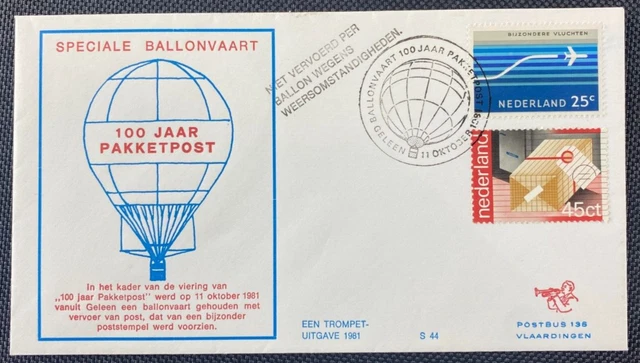 SPECIALE BALLONVAART
100 JAAR
PAKKETPOST
In het kader van de viering van
„100 jaar Pakketpost" werd op 11 oktober 1981
vanuit Geleen een ballonvaart gehouden met
vervoer van post, dat van een bijzonder
poststempel werd voorzien.
NIET VERVOERD PER
BALLON WEGENS
WEERSOMSTANDIGHEDEN.
BALLONVAART 100 JAAR PAKKETPOST
GELEEN 11 OKTOBER 1981
BIJZONDERE VLUCHTEN
NEDERLAND 25c
nederland
45ct
EEN TROMPET-
UITGAVE 1981
S 44
POSTBUS 136
VLAARDINGEN